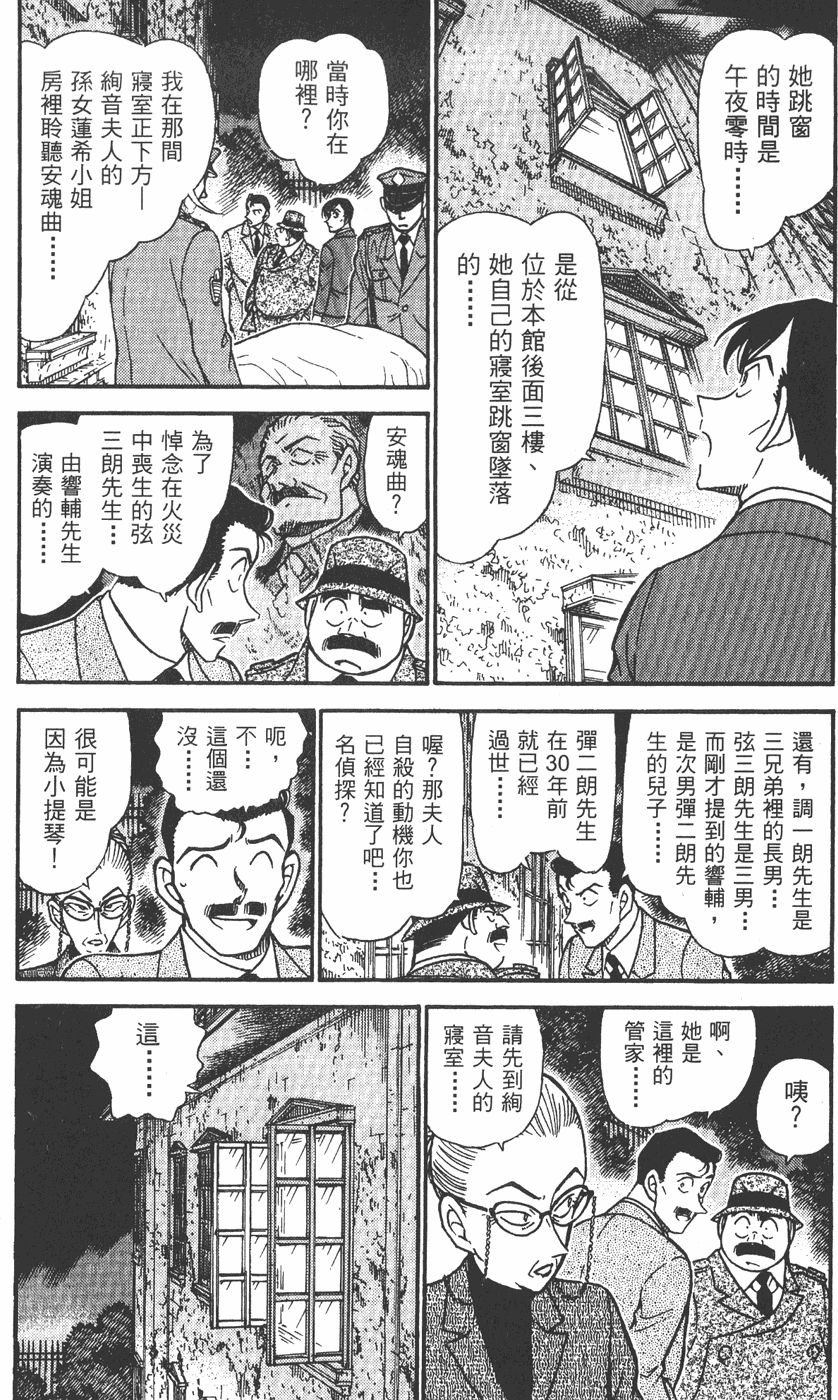 她跳窗
的時間是
午夜零時……
是從
位於本館後面三樓、
她自己的寢室跳窗墜落
的……
當時你在
哪裡？
我在那間
寢室正下方—
絢音夫人的
孫女蓮希小姐
房裡聆聽安魂曲……
安魂曲？
為了
悼念在火災
中喪生的弦
三朗先生…
由響輔先生
演奏的……
還有，調一朗先生是
三兄弟裡的長男…
弦三朗先生是三男…
而剛才提到的響輔，
是次男彈二朗先
生的兒子……
彈二朗先生
在30年前
就已經
過世……
喔？那夫人
自殺的動機你也
已經知道了吧…
名偵探？
呃，
不…
這個還
沒……
很可能是
因為小提琴！
咦？
啊、
她是
這裡的
管家……
請先到絢
音夫人的
寢室……
這……